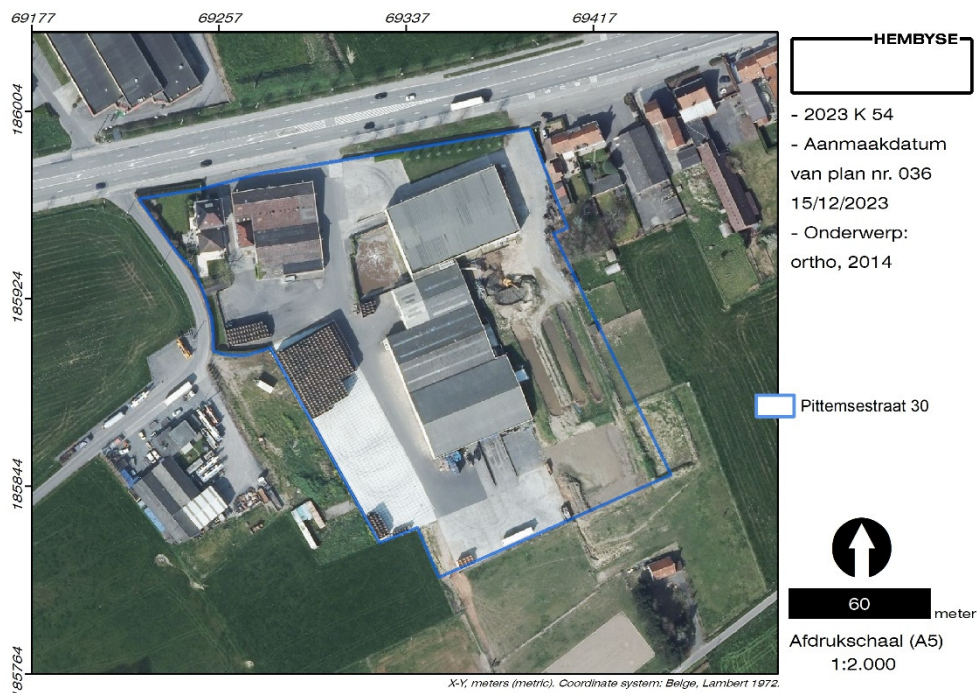 69177
69257
69337
69417
186004
185924
185844
185764
HEMBYSE
- 2023 K 54
- Aanmaakdatum
van plan nr. 036
15/12/2023
- Onderwerp:
ortho, 2014
Pittemsestraat 30
60
meter
Afdrukschaal (A5)
1:2.000
X-Y, meters (metric). Coordinate system: Belge, Lambert 1972.